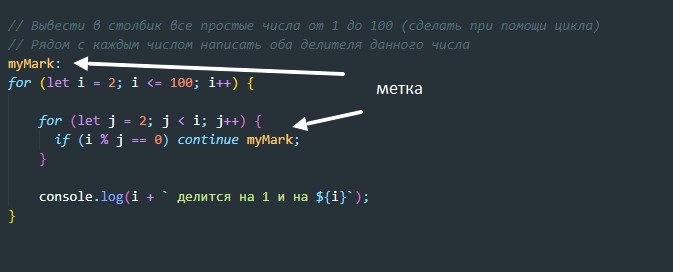 // Вывести в столбик все простые числа от 1 до 100 (сделать при помощи цикла)
// Рядом с каждым числом написать оба делителя данного числа
myMark:
for (let i = 2; i <= 100; i++) {
метка
for (let j = 2; j < i; j++) {
if (i % j == 0) continue myMark;
}
console.log(i + ` делится на 1 и на ${i}`);
}